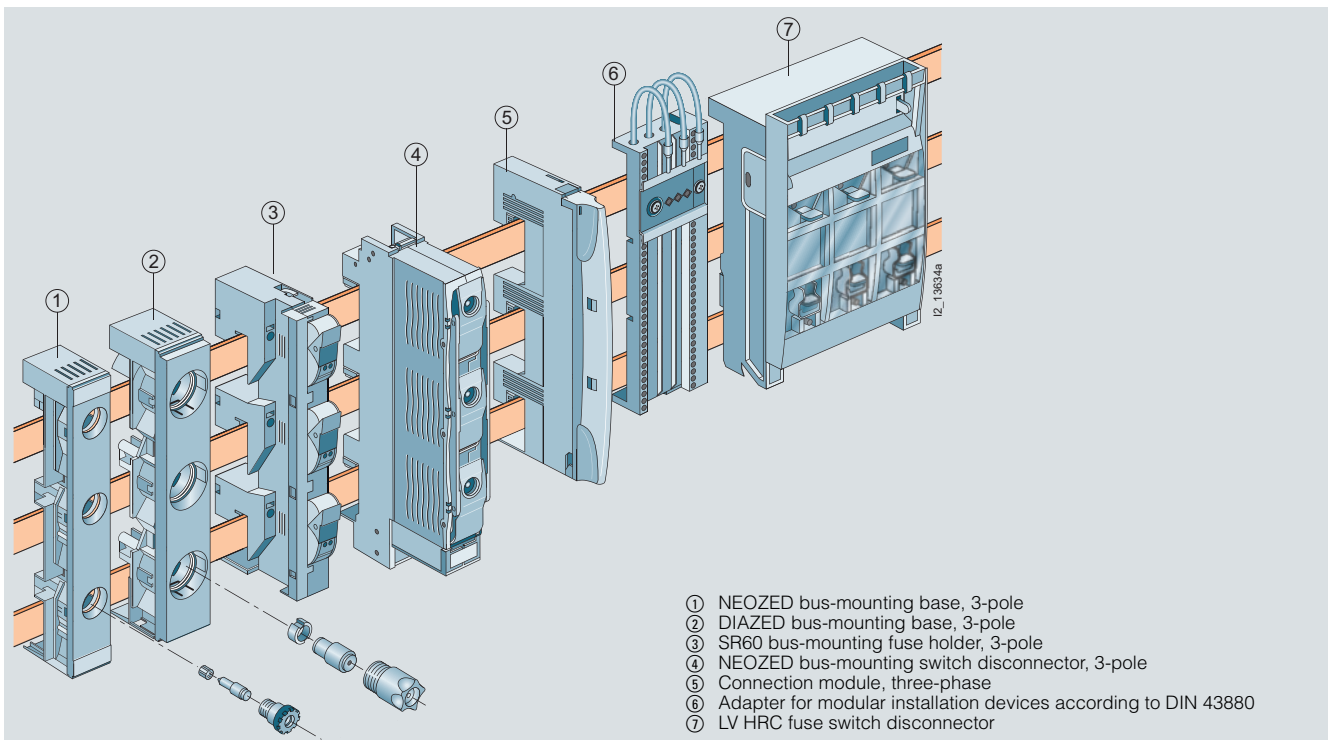 ⑦
⑥
⑤
④
③
②
①
I2_13634a
① NEOZED bus-mounting base, 3-pole
② DIAZED bus-mounting base, 3-pole
③ SR60 bus-mounting fuse holder, 3-pole
④ NEOZED bus-mounting switch disconnector, 3-pole
⑤ Connection module, three-phase
⑥ Adapter for modular installation devices according to DIN 43880
⑦ LV HRC fuse switch disconnector